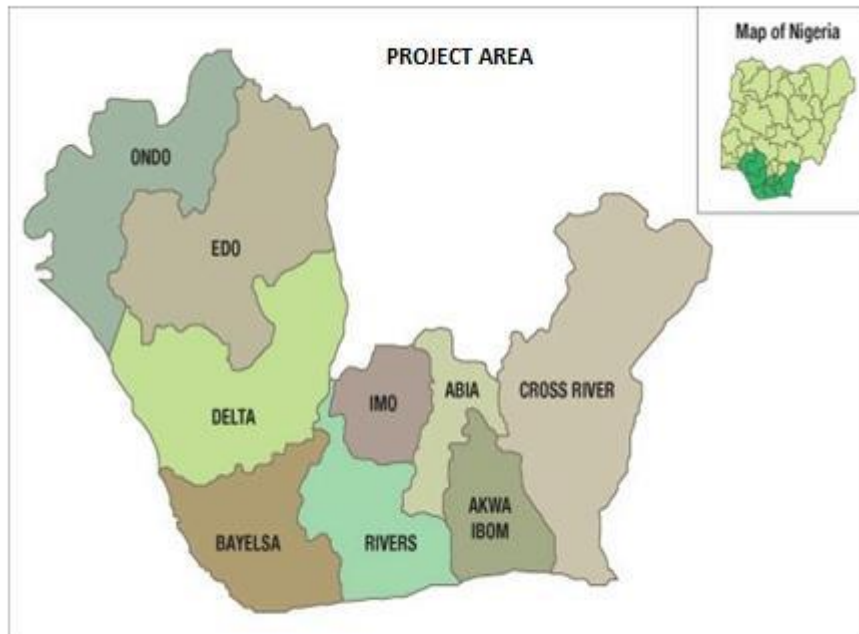 PROJECT AREA
Map of Nigeria
ONDO
EDO
DELTA
IMO
ABIA
CROSS RIVER
BAYELSA
RIVERS
AKWA
IBOM